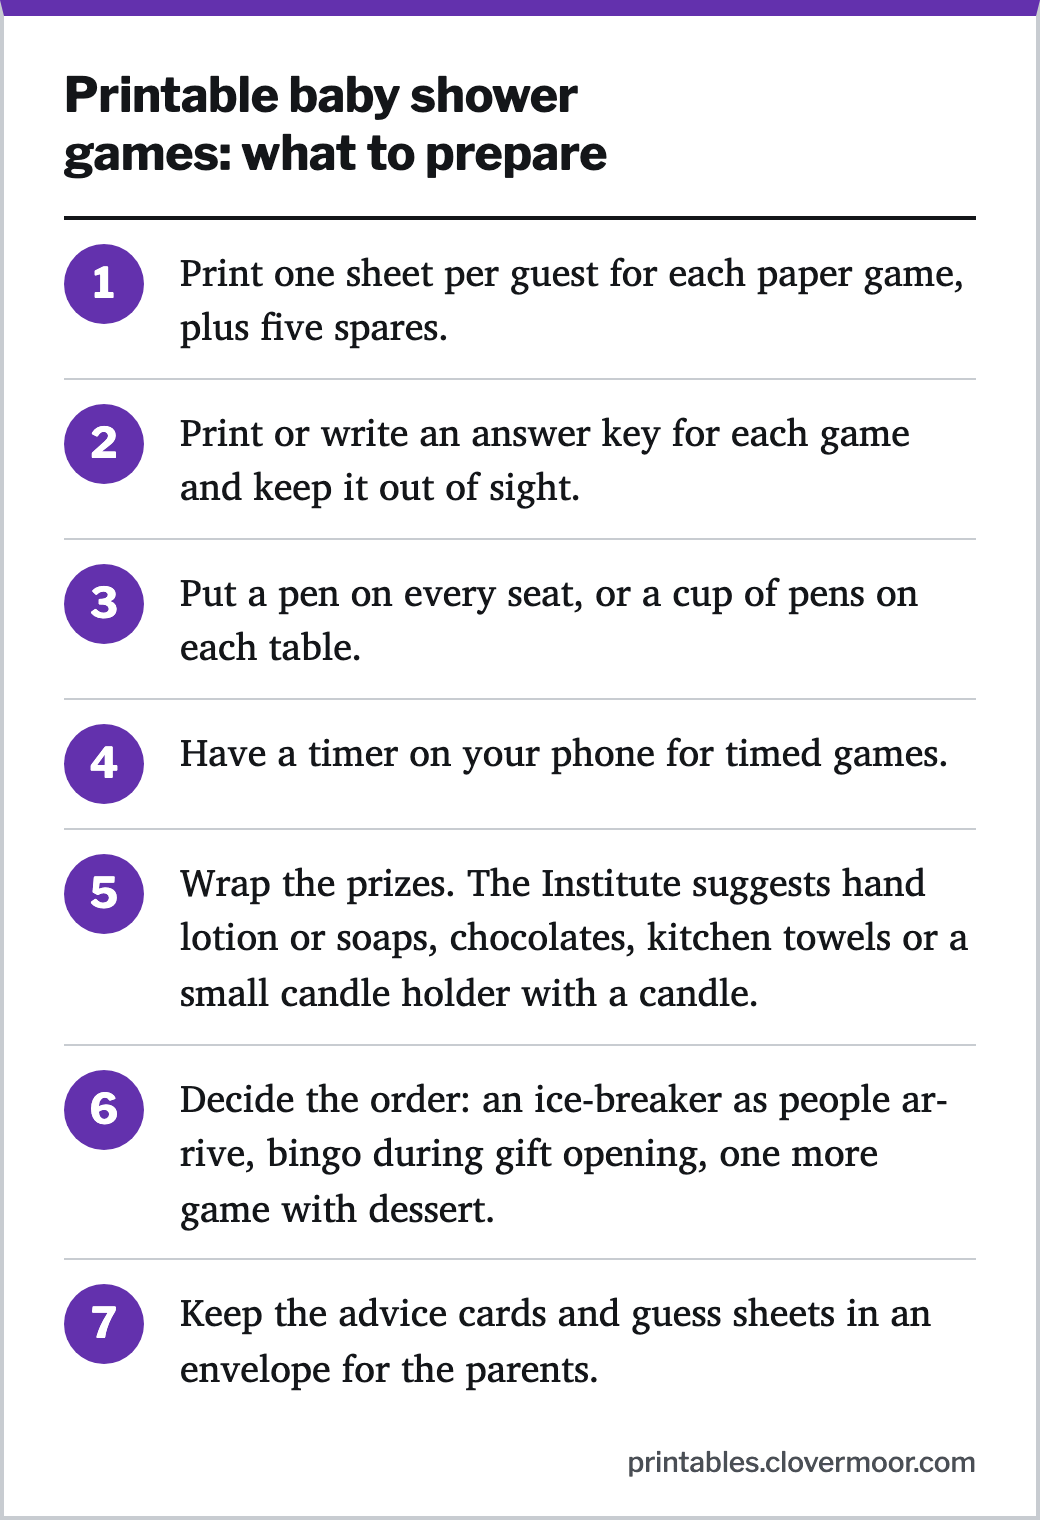 Printable baby shower
games: what to prepare
1
Print one sheet per guest for each paper game,
plus five spares.
2
Print or write an answer key for each game
and keep it out of sight.
3
Put a pen on every seat, or a cup of pens on
each table.
4
Have a timer on your phone for timed games.
5
Wrap the prizes. The Institute suggests hand
lotion or soaps, chocolates, kitchen towels or a
small candle holder with a candle.
6
Decide the order: an ice-breaker as people ar-
rive, bingo during gift opening, one more
game with dessert.
7
Keep the advice cards and guess sheets in an
envelope for the parents.
printables.clovermoor.com